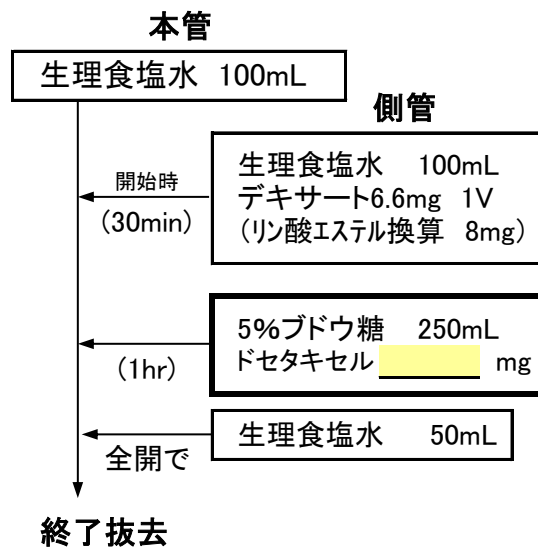 本管
生理食塩水 100mL
側管
生理食塩水 100mL
デキサート6.6mg 1V
(リン酸エステル換算 8mg)
開始時
(30min)
5%ブドウ糖 250mL
ドセタキセル mg
(1hr)
生理食塩水 50mL
全開で
終了抜去